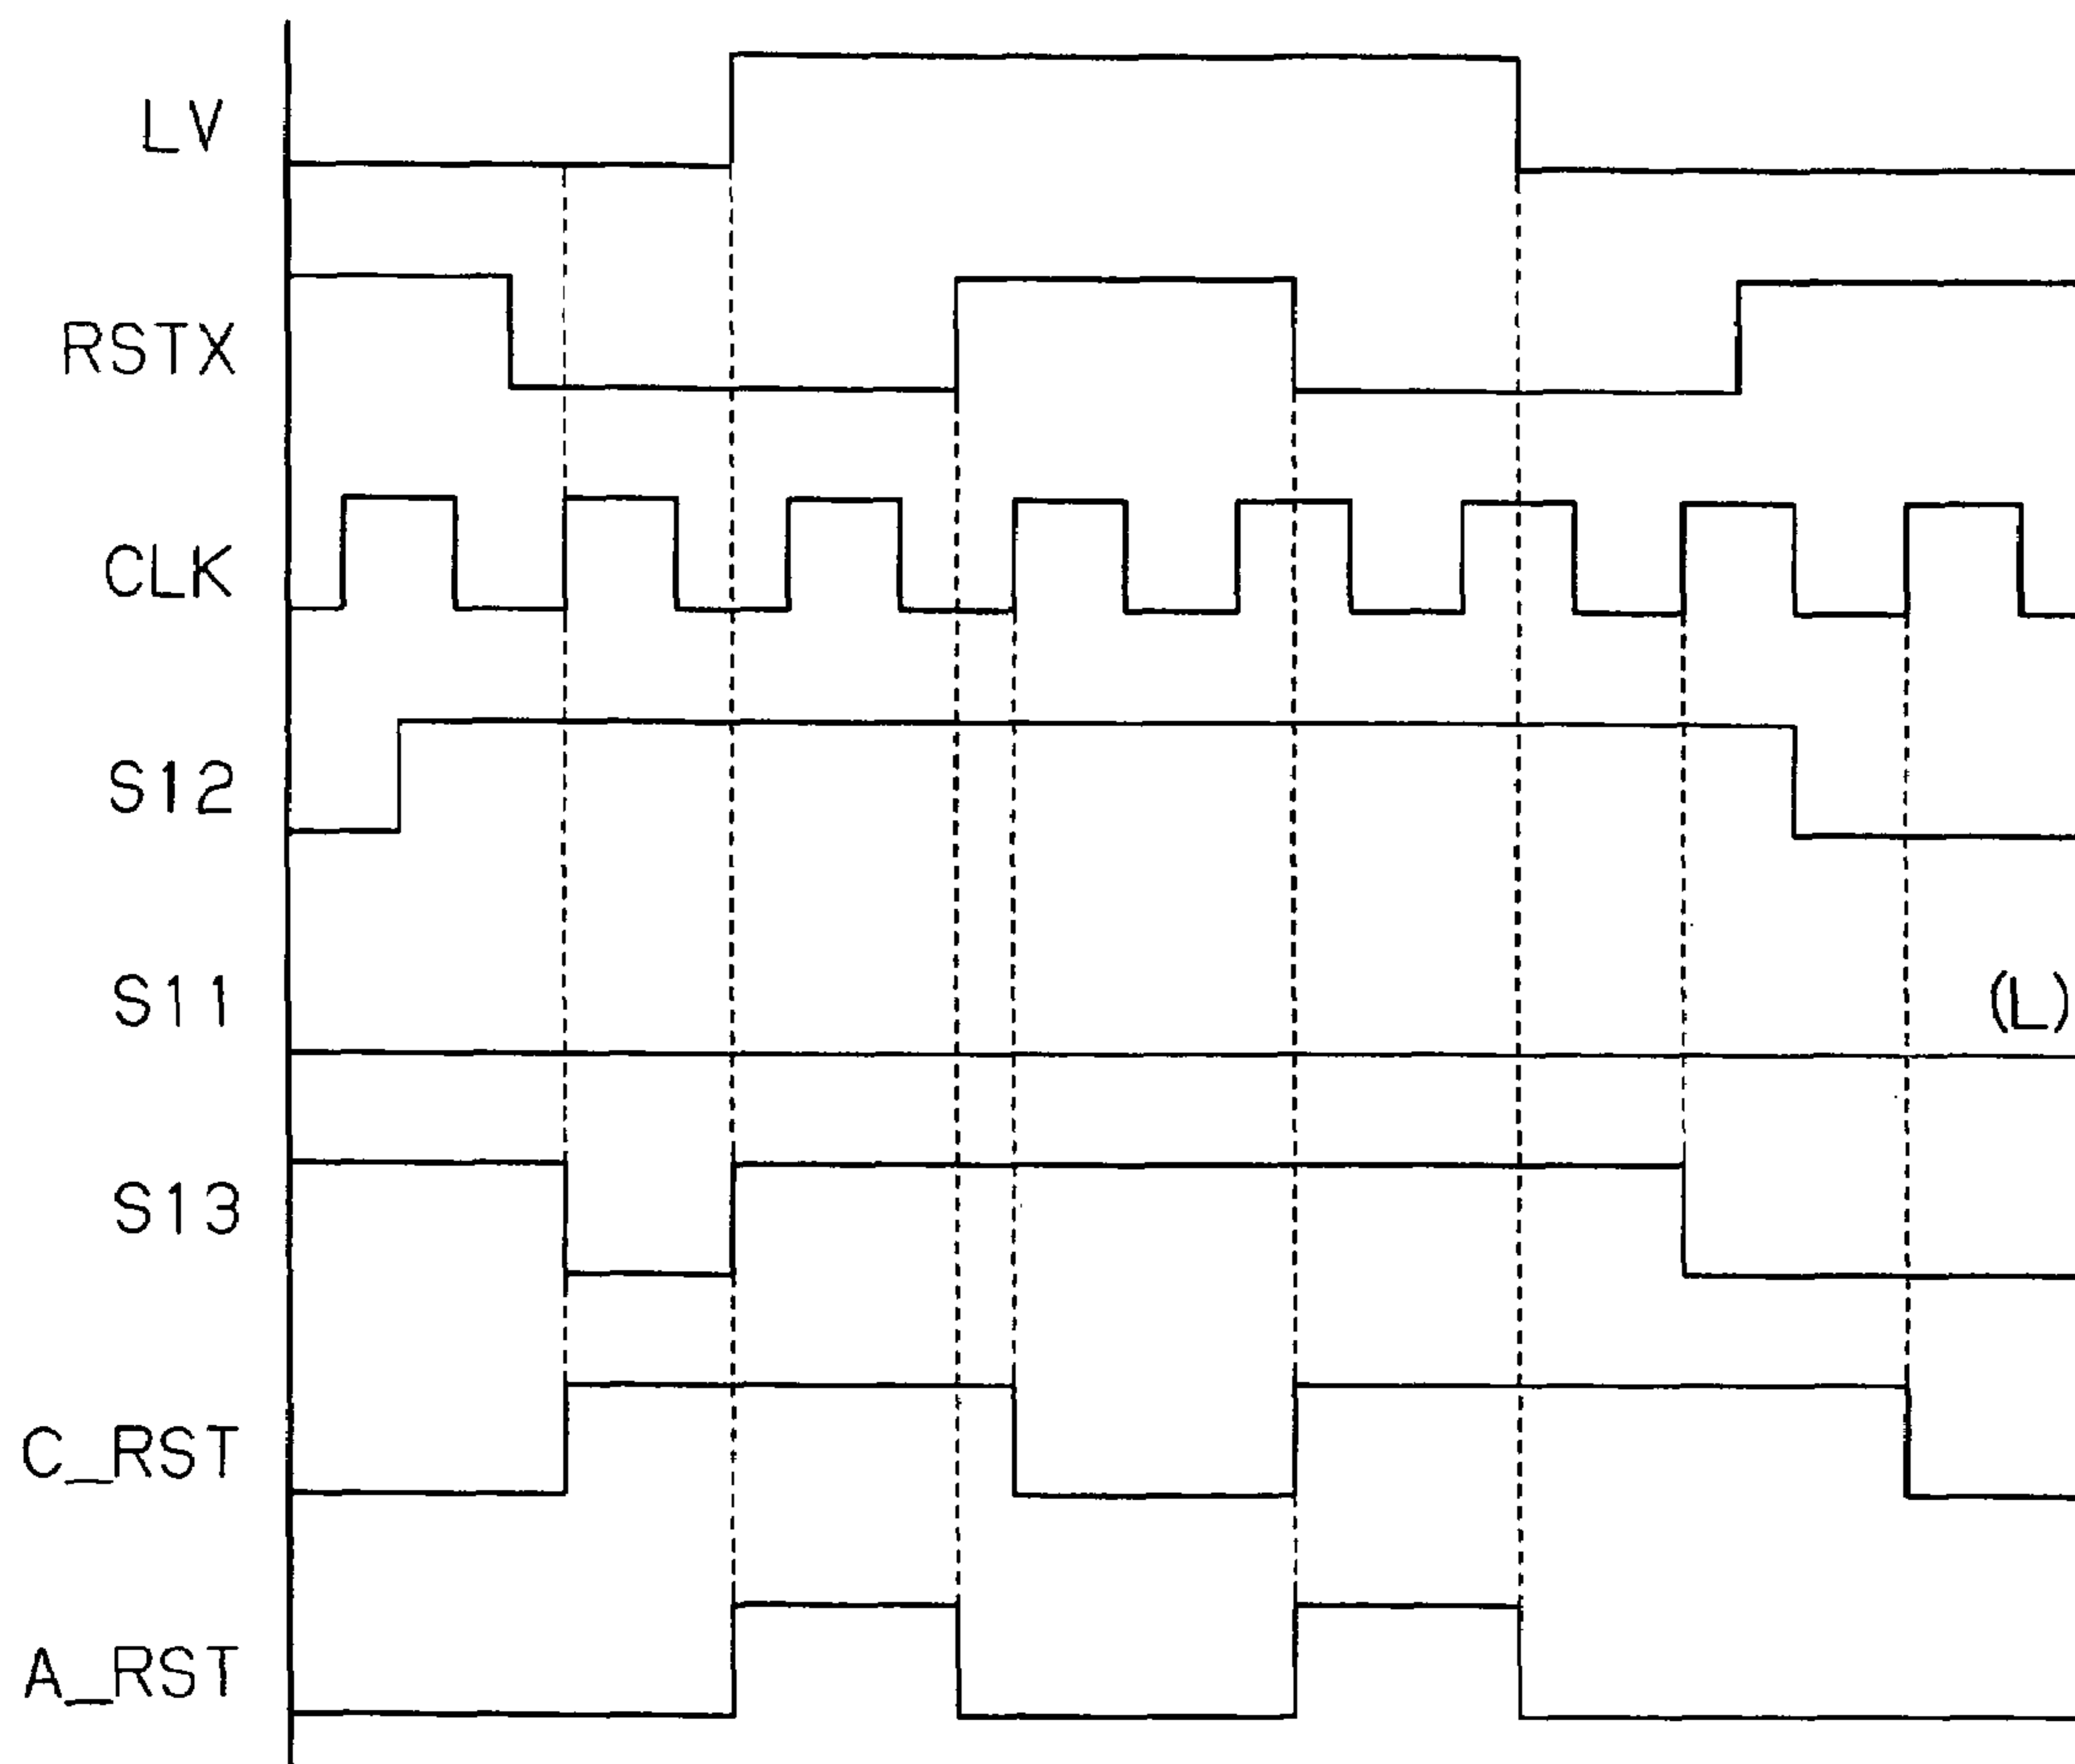 LV
RSTX
CLK
S12
S11
(L)
S13
C_RST
A_RST